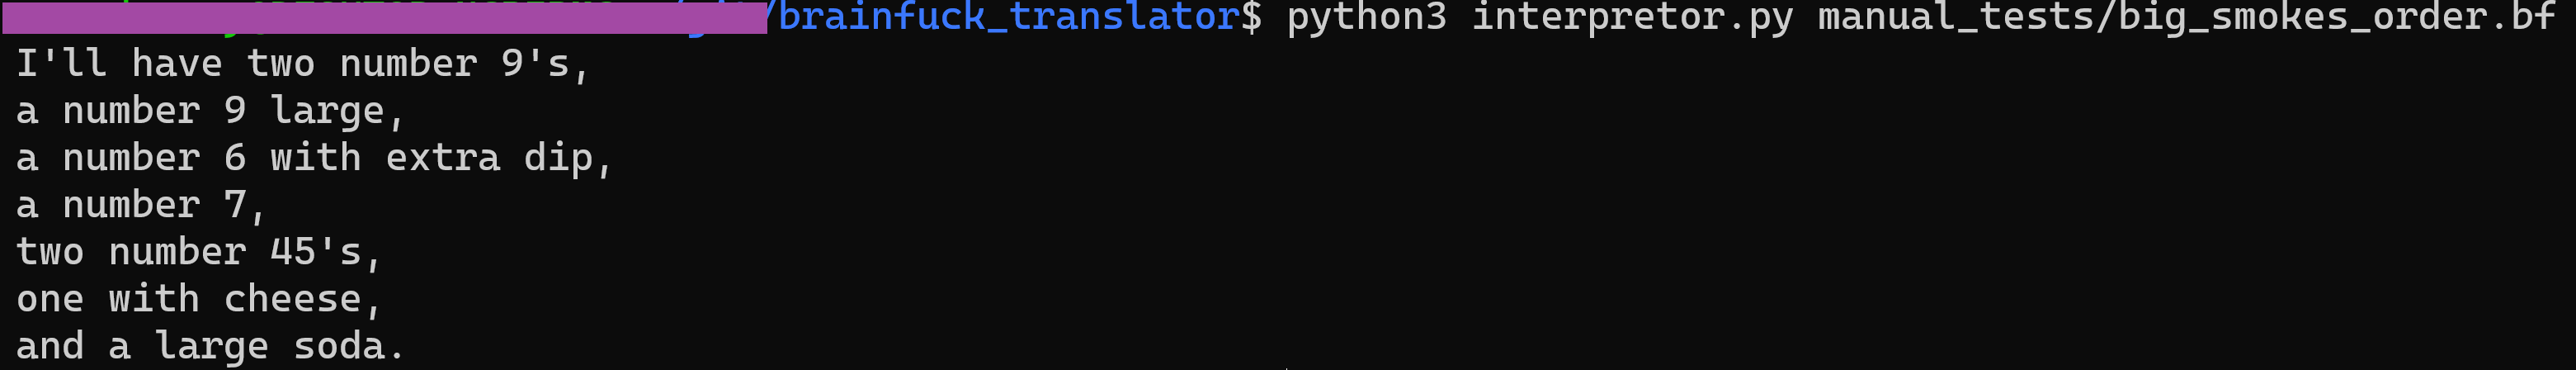 /brainfuck_translator$ python3 interpretor.py manual_tests/big_smokes_order.bf
I'll have two number 9's,
a number 9 large,
a number 6 with extra dip,
a number 7,
two number 45's,
one with cheese,
and a large soda.